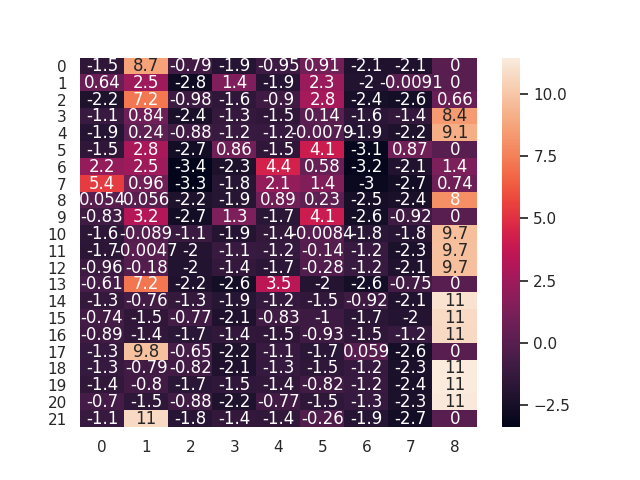 0 -1.5 8.7 -0.79 -1.9 -0.95 0.91 -2.1 -2.1 0
1 0.64 2.5 -2.8 1.4 -1.9 2.3 -2 -0.0091 0
2 -2.2 7.2 -0.98 -1.6 -0.9 2.8 -2.4 -2.6 0.66
3 -1.1 0.84 -2.4 -1.3 -1.5 0.14 -1.6 -1.4 8.4
4 -1.9 0.24 -0.88 -1.2 -1.2 -0.0079 -1.9 -2.2 9.1
5 -1.5 2.8 -2.7 0.86 -1.5 4.1 -3.1 0.87 0
6 2.2 2.5 -3.4 -2.3 4.4 0.58 -3.2 -2.1 1.4
7 5.4 0.96 -3.3 -1.8 2.1 1.4 -3 -2.7 0.74
8 0.054 0.056 -2.2 -1.9 0.89 0.23 -2.5 -2.4 8
9 -0.83 3.2 -2.7 1.3 -1.7 4.1 -2.6 -0.92 0
10 -1.6 -0.089 -1.1 -1.9 -1.4 -0.0084 -1.8 -1.8 9.7
11 -1.7 0.0047 -2 -1.1 -1.2 -0.14 -1.2 -2.3 9.7
12 -0.96 -0.18 -2 -1.4 -1.7 -0.28 -1.2 -2.1 9.7
13 -0.61 7.2 -2.2 -2.6 3.5 -2 -2.6 -0.75 0
14 -1.3 -0.76 -1.3 -1.9 -1.2 -1.5 -0.92 -2.1 11
15 -0.74 -1.5 -0.77 -2.1 -0.83 -1 -1.7 -2 11
16 -0.89 -1.4 -1.7 -1.4 -1.5 -0.93 -1.5 -1.2 11
17 -1.3 9.8 -0.65 -2.2 -1.1 -1.7 0.059 -2.6 0
18 -1.3 -0.79 -0.82 -2.1 -1.3 -1.5 -1.2 -2.3 11
19 -1.4 -0.8 -1.7 -1.5 -1.4 -0.82 -1.2 -2.4 11
20 -0.7 -1.5 -0.88 -2.2 -0.77 -1.5 -1.3 -2.3 11
21 -1.1 11 -1.8 -1.4 -1.4 -0.26 -1.9 -2.7 0
0 1 2 3 4 5 6 7 8
10.0
7.5
5.0
2.5
0.0
−2.5